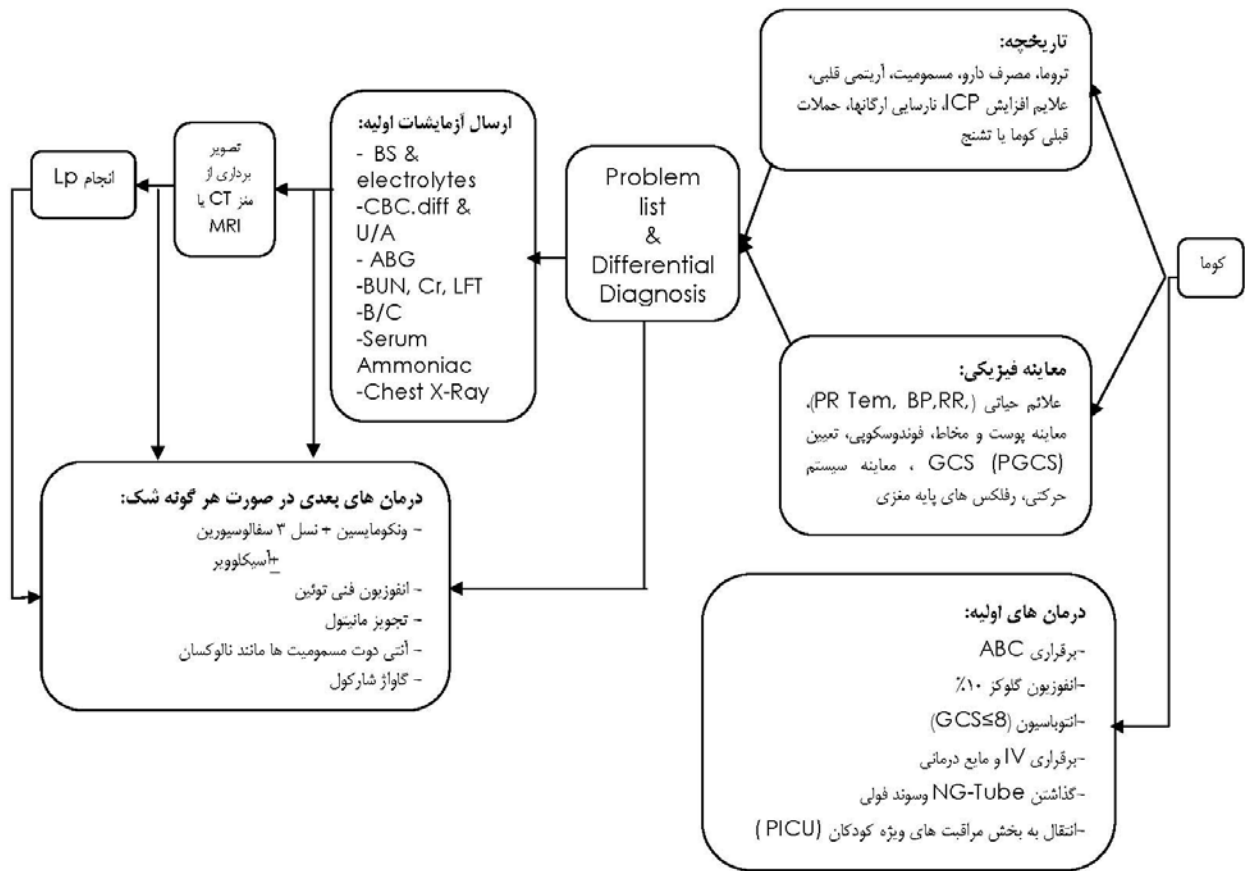 کوما
تاریخچه:
تروما، مصرف دارو، مسمومیت، آریتمی قلبی،
علایم افزایش ICP، نارسایی ارگانها، حملات
قبلی کوما یا تشنج
معاینه فیزیکی:
علائم حیاتی (PR Tem, BP,RR,)،
معاینه پوست و مخاط، فوندوسکوپی، تعیین
GCS (PGCS) ، معاینه سیستم
حرکتی، رفلکس های پایه مغزی
درمان های اولیه:
-برقراری ABC
-انفوزیون گلوکز ۱۰٪
-انتوباسیون (GCS≤8)
-برقراری IV و مایع درمانی
-گذاشتن NG-Tube وسوند فولی
-انتقال به بخش مراقبت های ویژه کودکان (PICU )
Problem
list
&
Differential
Diagnosis
ارسال آزمایشات اولیه:
- BS &
electrolytes
-CBC.diff &
U/A
- ABG
-BUN, Cr, LFT
-B/C
-Serum
Ammoniac
-Chest X-Ray
تصویر
برداری از
مغز CT یا
MRI
انجام Lp
درمان های بعدی در صورت هر گونه شک:
- ونکومایسین + نسل ۳ سفالوسپورین
±آسیکلوویر
- انفوزیون فنی توئین
- تجویز مانیتول
- آنتی دوت مسمومیت ها مانند نالوکسان
- گاواژ شارکول